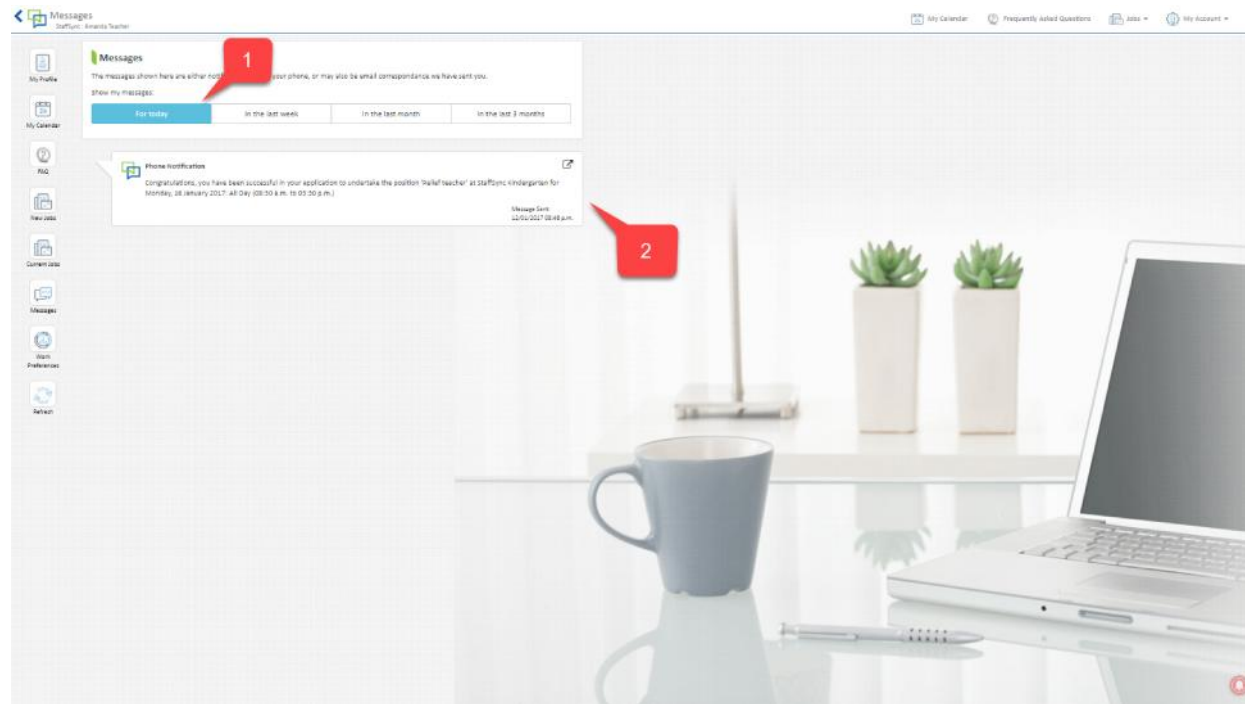 Messages
StaffSync : Amanda Teacher
My Calendar
Frequently Asked Questions
Jobs
My Account
My Profile
My Calendar
FAQ
New Jobs
Current Jobs
Messages
Work
Preferences
Refresh
Messages
The messages shown here are either your phone, or may also be email correspondance we have sent you.
Show my messages:
For today
In the last week
In the last month
In the last 3 months
1
Phone Notification
Congratulations, you have been successful in your application to undertake the position 'Relief teacher' at StaffSync Kindergarten for
Monday, 16 January 2017: All Day (08:30 a.m. to 05:30 p.m.)
Message Sent:
12/01/2017 08:48 p.m.
2